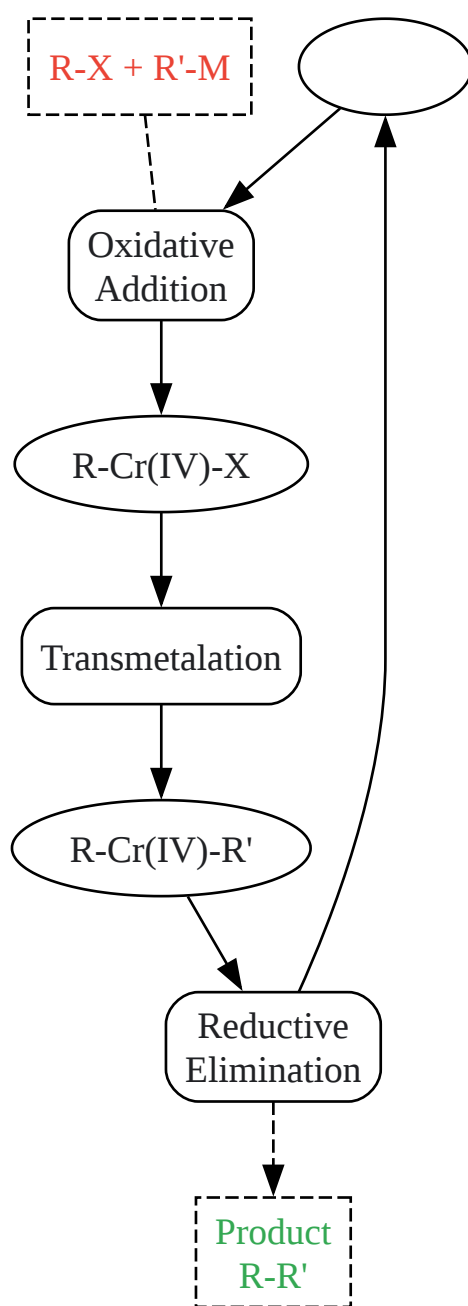 R-X + R'-M
Oxidative
Addition
R-Cr(IV)-X
Transmetalation
R-Cr(IV)-R'
Reductive
Elimination
Product
R-R'